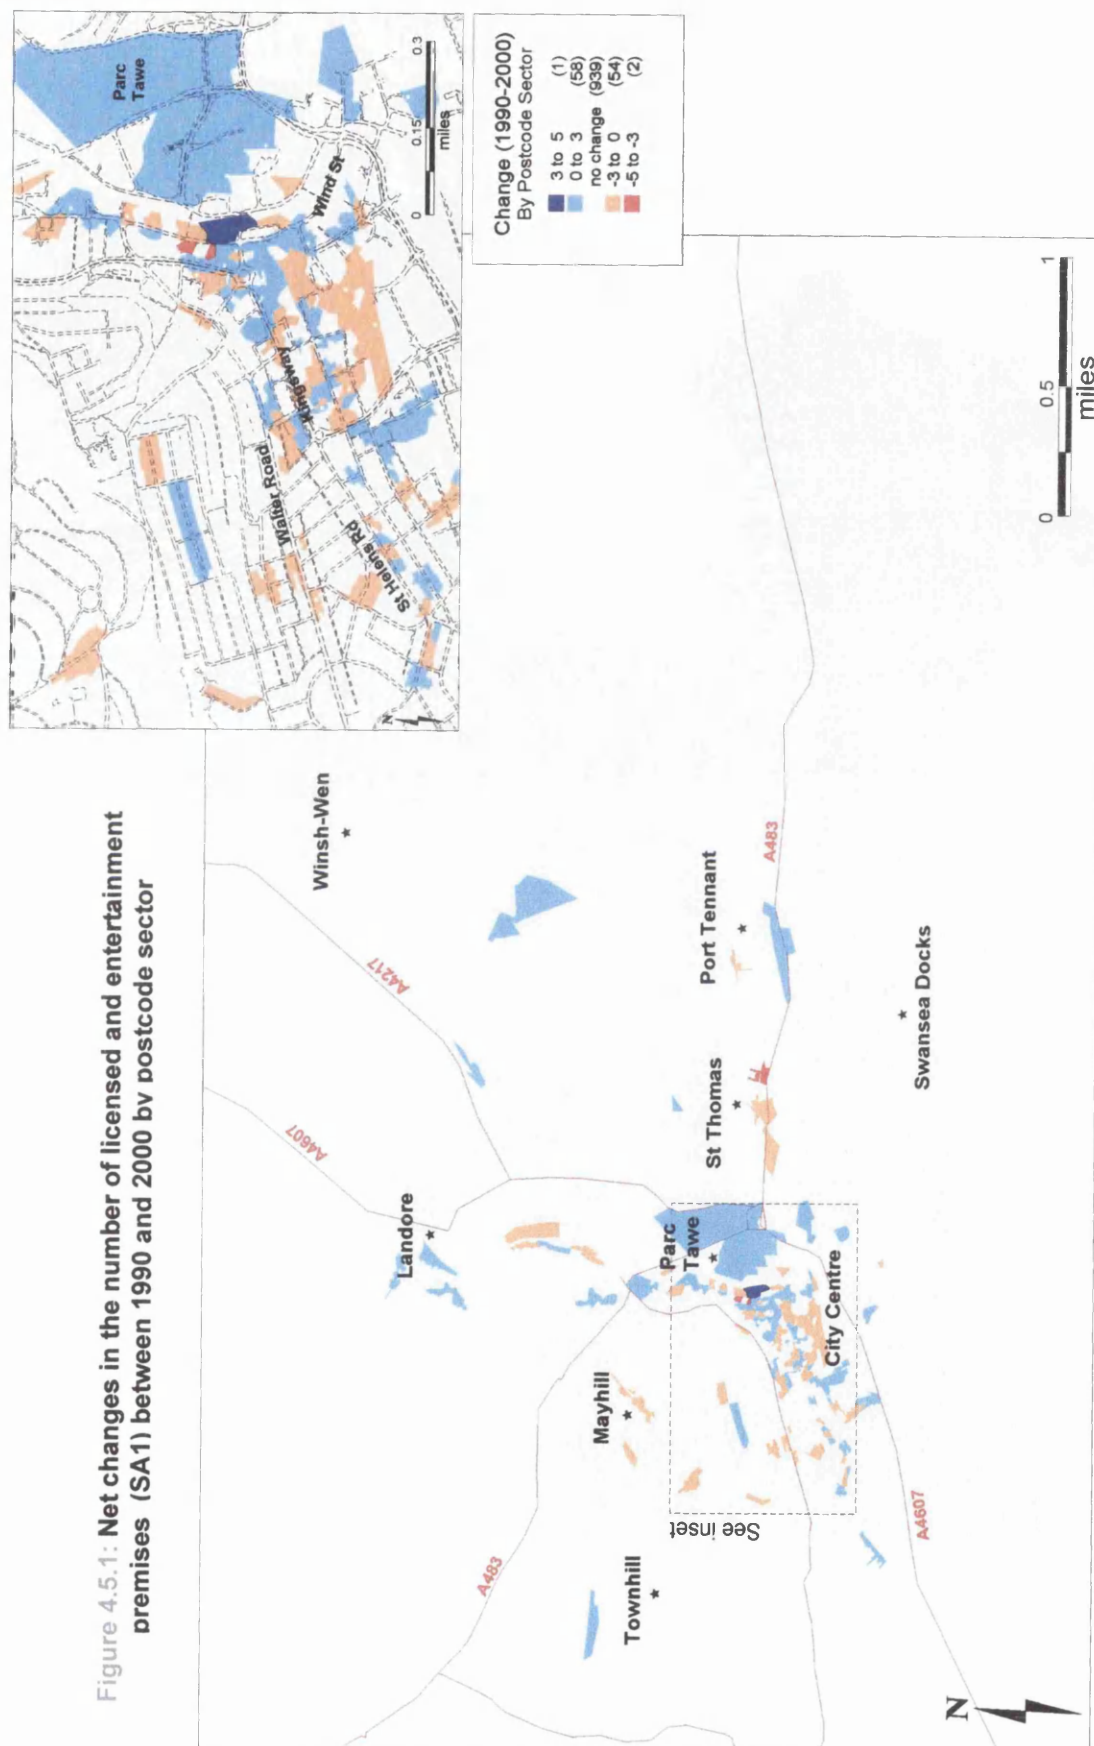 Figure 4.5.1: Net changes in the number of licensed and entertainment
premises (SA1) between 1990 and 2000 by postcode sector
Parc
Tawe
Wind St
Kingsway
Walter Road
St Helens Rd
N
0 0.15 0.3
miles
Change (1990-2000)
By Postcode Sector
3 to 5 (1)
0 to 3 (58)
no change (939)
-3 to 0 (54)
-5 to -3 (2)
Winsh-Wen
A4217
A4607
Landore
Port Tennant
A483
St Thomas
Swansea Docks
Parc
Tawe
City Centre
Mayhill
See inset
A483
Townhill
A4607
N
0 0.5 1
miles